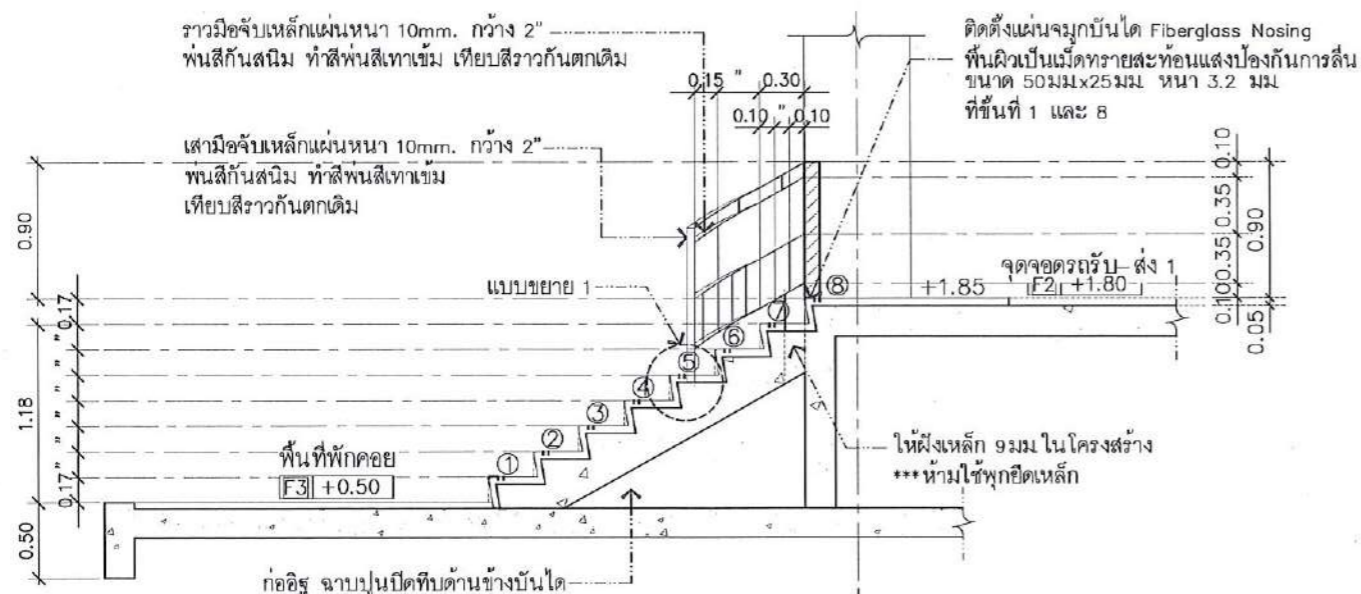 ราวมือจับเหล็กแผ่นหนา 10mm. กว้าง 2"
พ่นสีกันสนิม ทำสีพ่นสีเทาเข้ม เทียบสีราวกันตกเดิม
ติดตั้งแผ่นจมูกบันได Fiberglass Nosing
พื้นผิวเป็นเม็ดทรายสะท้อนแสงป้องกันการลื่น
ขนาด 50มมx25มม. หนา 3.2 มม
ที่ขั้นที่ 1 และ 8
0.15 " 0.30
0.10 " 0.10
เสามือจับเหล็กแผ่นหนา 10mm. กว้าง 2"
พ่นสีกันสนิม ทำสีพ่นสีเทาเขม
เทียบสีราวกันตกเดิม
0.90
0.10
0.35
0.35
0.10
0.90
0.05
แบบขยาย 1
จุดจอดรถรับ-ส่ง 1
+1.85
F2 +1.80
0.17
"
"
"
"
"
"
0.17
1.18
0.50
8
7
6
5
4
3
2
1
พื้นที่พักคอย
F3 +0.50
ให้ฝังเหล็ก 9มม ในโครงสร้าง
***ห้ามใช้พุกยึดเหล็ก
ก่ออิฐ ฉาบปูนปิดทึบด้านข้างบันได